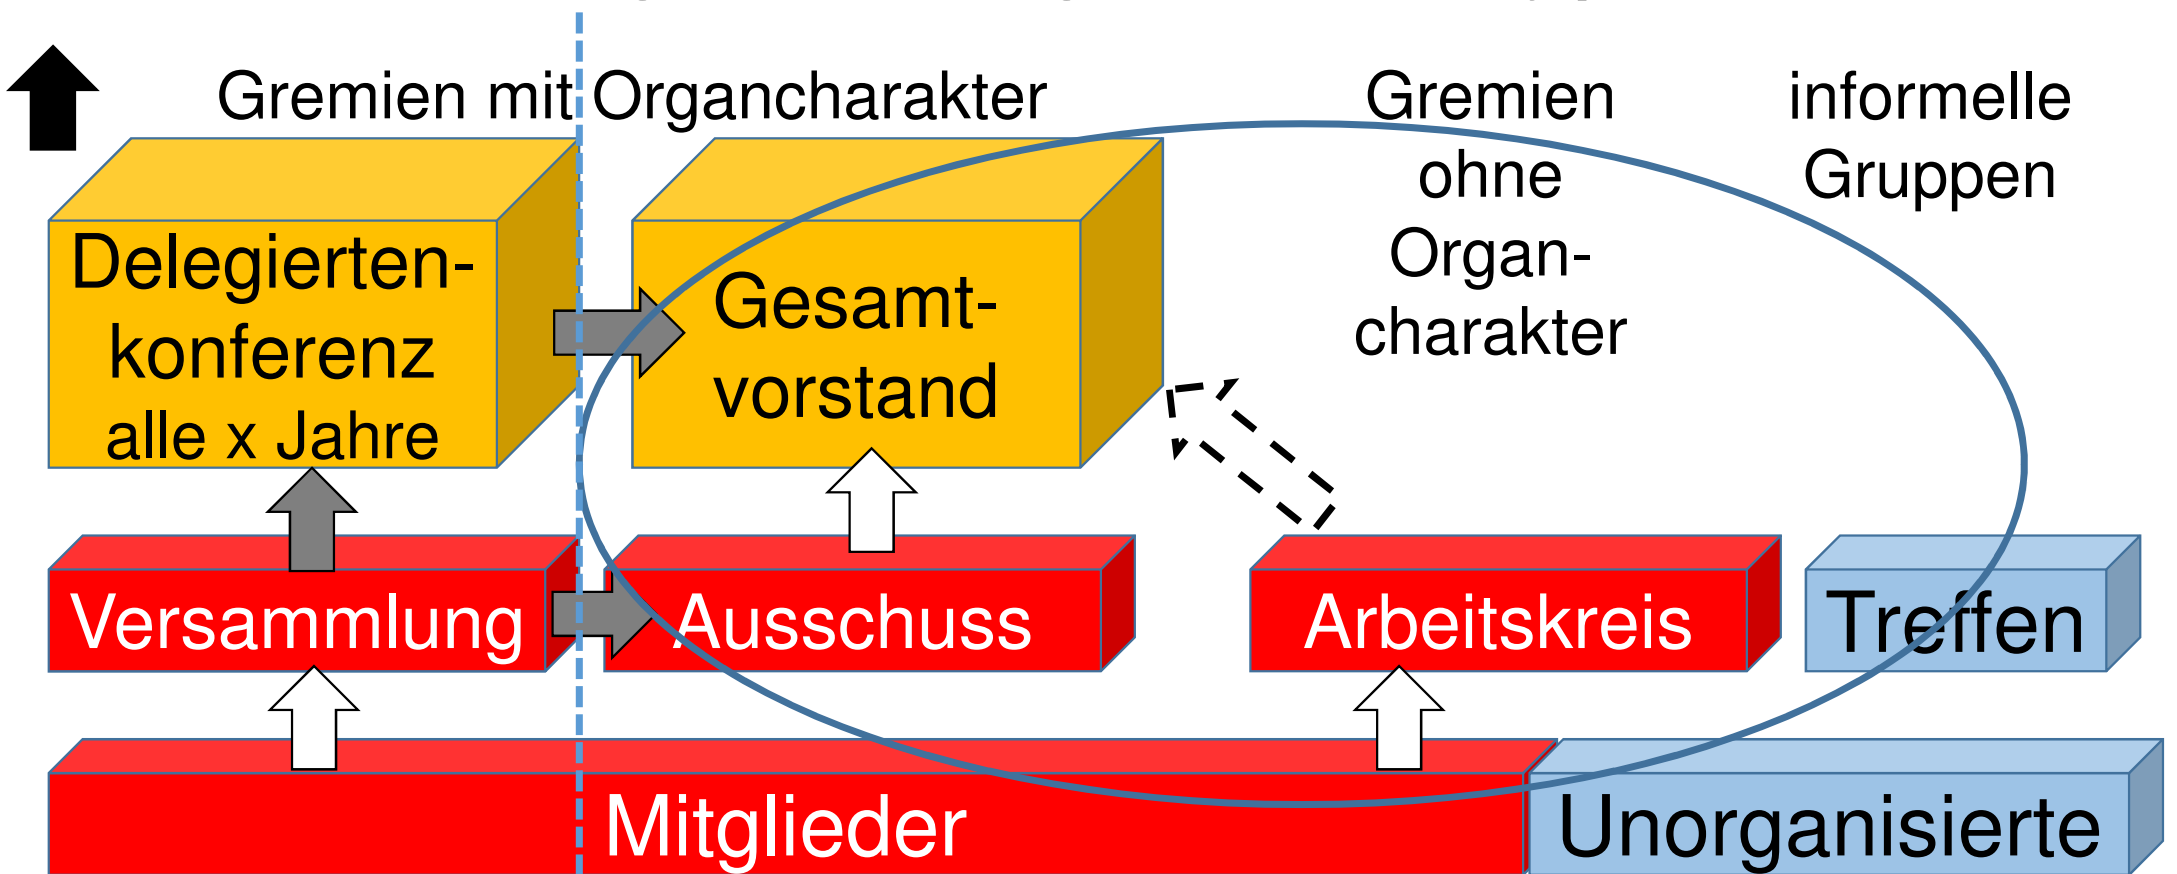 Gremien mit Organcharakter
Gremien
ohne
Organ-
charakter
informelle
Gruppen
Delegierten-
konferenz
alle x Jahre
Gesamt-
vorstand
Versammlung
Ausschuss
Arbeitskreis
Treffen
Mitglieder
Unorganisierte